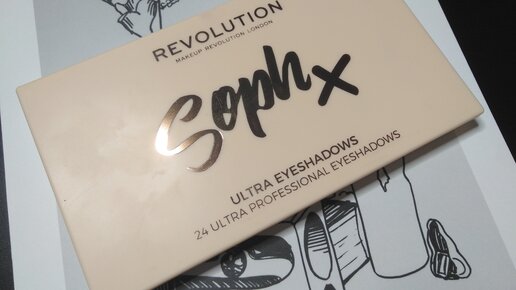 REVOLUTION
MAKEUP REVOLUTION LONDON
Soph x
ULTRA EYESHADOWS
24 ULTRA PROFESSIONAL EYESHADOWS